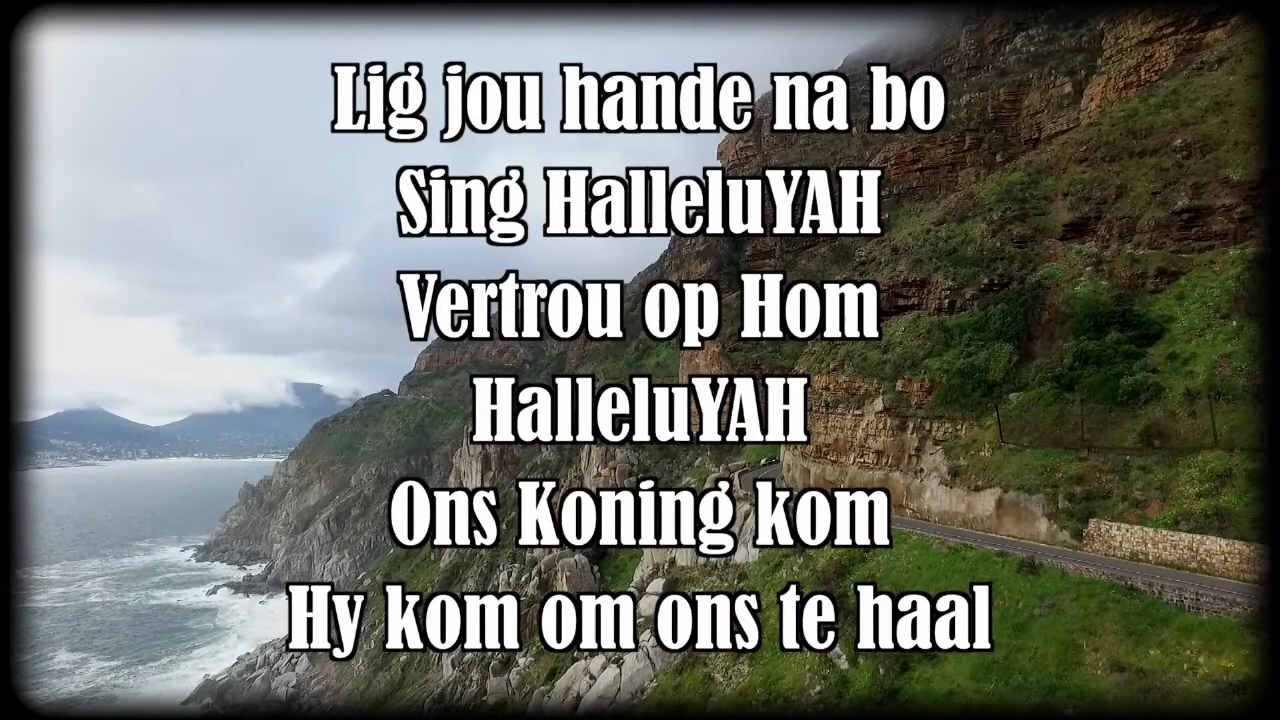 Lig jou hande na bo
Sing HalleluYAH
Vertrou op Hom
HalleluYAH
Ons Koning kom
Hy kom om ons te haal